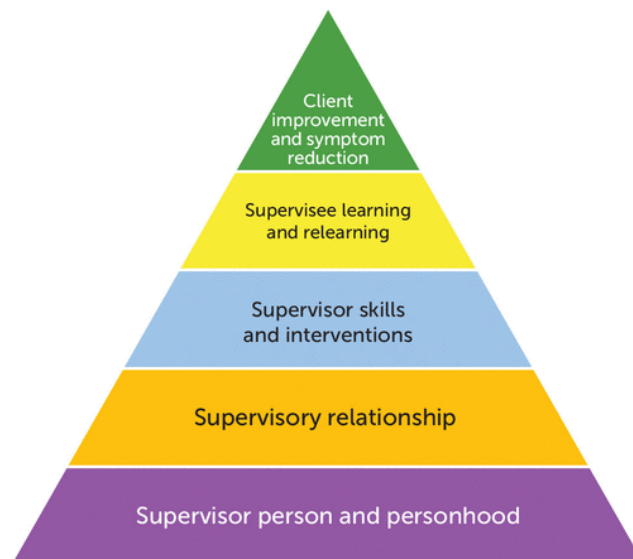 Client
improvement
and symptom
reduction
Supervisee learning
and relearning
Supervisor skills
and interventions
Supervisory relationship
Supervisor person and personhood